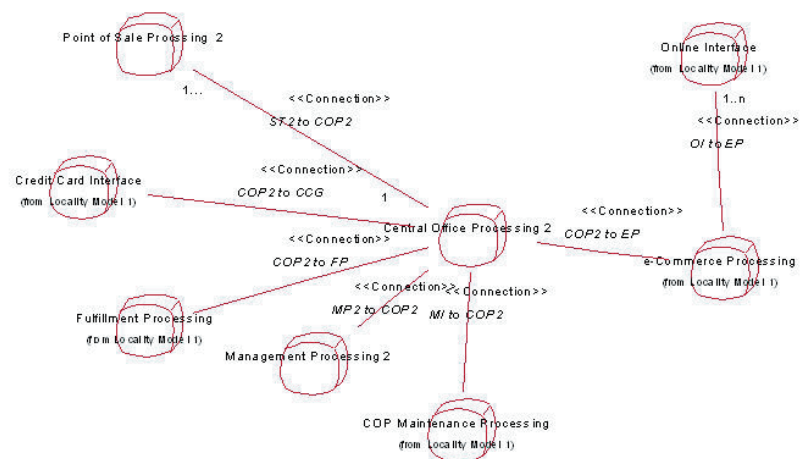 Point of Sale Processing 2
Online Interface
(from Locality Model 1)
1...
1..n
<<Connection>>
ST2 to COP2
<<Connection>>
OI to EP
Credit Card Interface
(from Locality Model 1)
<<Connection>>
COP2 to CCG
1
Central Office Processing 2
<<Connection>>
COP2 to EP
<<Connection>>
COP2 to FP
e-Commerce Processing
(from Locality Model 1)
<<Connection>>
MP2 to COP2
<<Connection>>
MI to COP2
Fulfillment Processing
(from Locality Model 1)
Management Processing 2
COP Maintenance Processing
(from Locality Model 1)